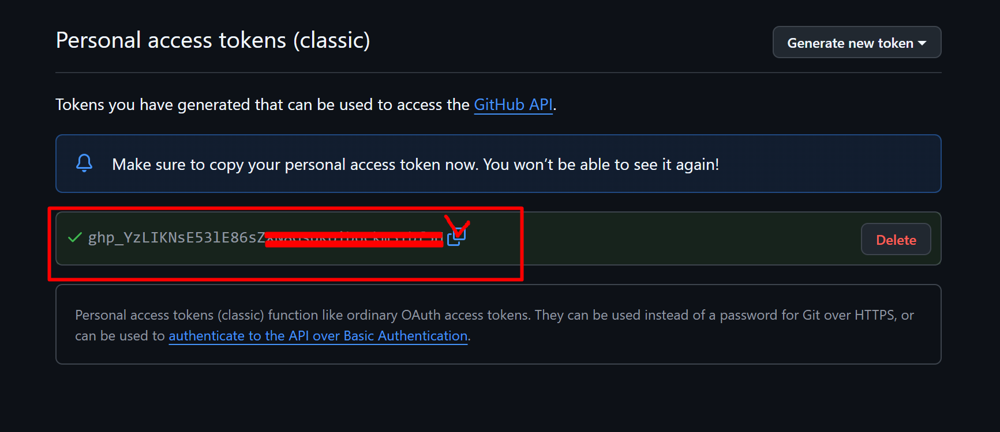 Personal access tokens (classic)
Generate new token
Tokens you have generated that can be used to access the GitHub API.
Make sure to copy your personal access token now. You won’t be able to see it again!
ghp_YzLIKNsE53lE86sZ
Delete
Personal access tokens (classic) function like ordinary OAuth access tokens. They can be used instead of a password for Git over HTTPS, or
can be used to authenticate to the API over Basic Authentication.